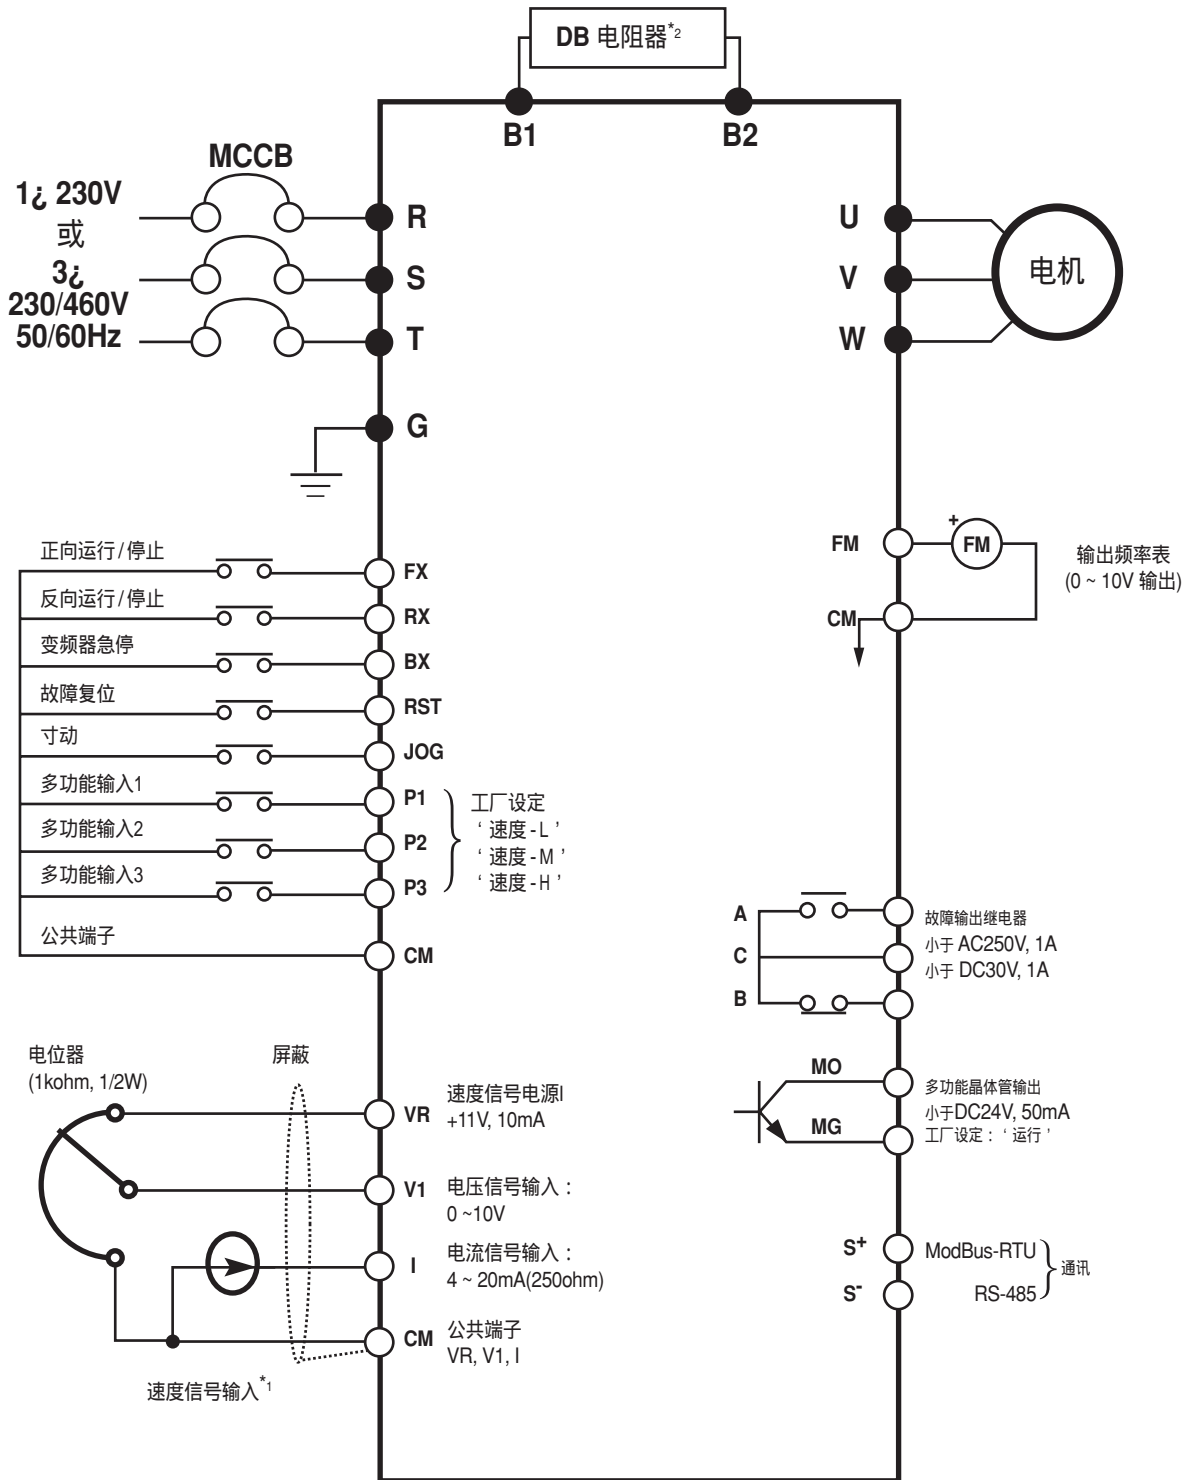 DB 电阻器*2
B1
B2
MCCB
1¿ 230V
或
3¿
230/460V
50/60Hz
R
S
T
G
U
V
W
电机
正向运行/停止
FX
反向运行/停止
RX
变频器急停
BX
故障复位
RST
寸动
JOG
多功能输入1
P1
多功能输入2
P2
多功能输入3
P3
公共端子
CM
工厂设定
‘ 速度-L ’
‘ 速度-M ’
‘ 速度-H ’
FM
+
FM
CM
输出频率表
(0 ~ 10V 输出)
A
C
B
故障输出继电器
小于 AC250V, 1A
小于 DC30V, 1A
MO
MG
多功能晶体管输出
小于DC24V, 50mA
工厂设定 : ‘ 运行 ’
S+
S-
ModBus-RTU
RS-485
通讯
电位器
(1kohm, 1/2W)
屏蔽
VR
速度信号电源I
+11V, 10mA
V1
电压信号输入 :
0 ~10V
I
电流信号输入 :
4 ~ 20mA(250ohm)
CM
公共端子
VR, V1, I
速度信号输入*1